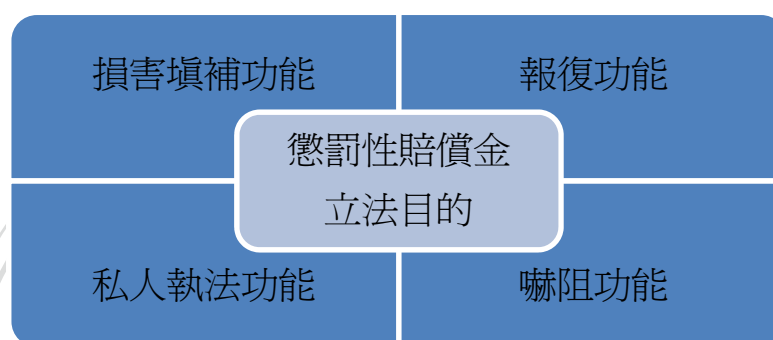 損害塡補功能
報復功能
懲罰性賠償金
立法目的
私人執法功能
嚇阻功能